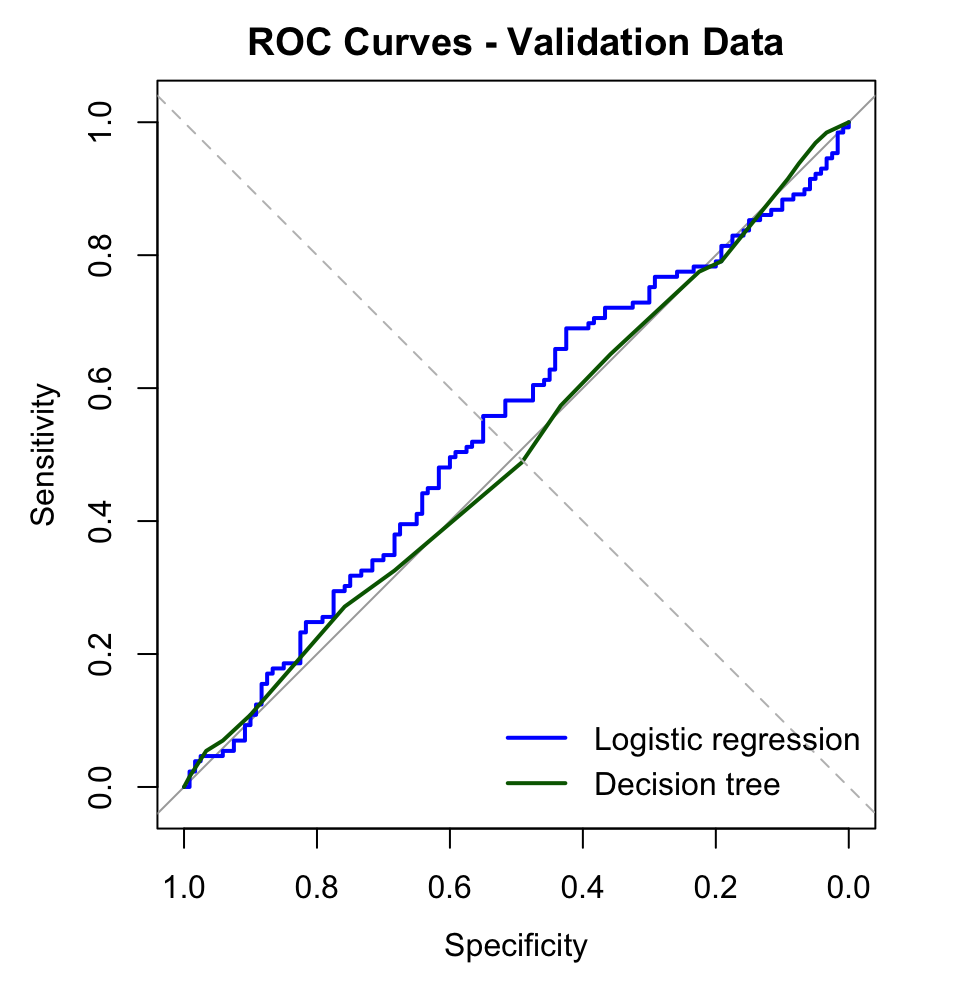 ROC Curves - Validation Data
Sensitivity
1.0
0.8
0.6
0.4
0.2
0.0
Logistic regression
Decision tree
1.0 0.8 0.6 0.4 0.2 0.0
Specificity